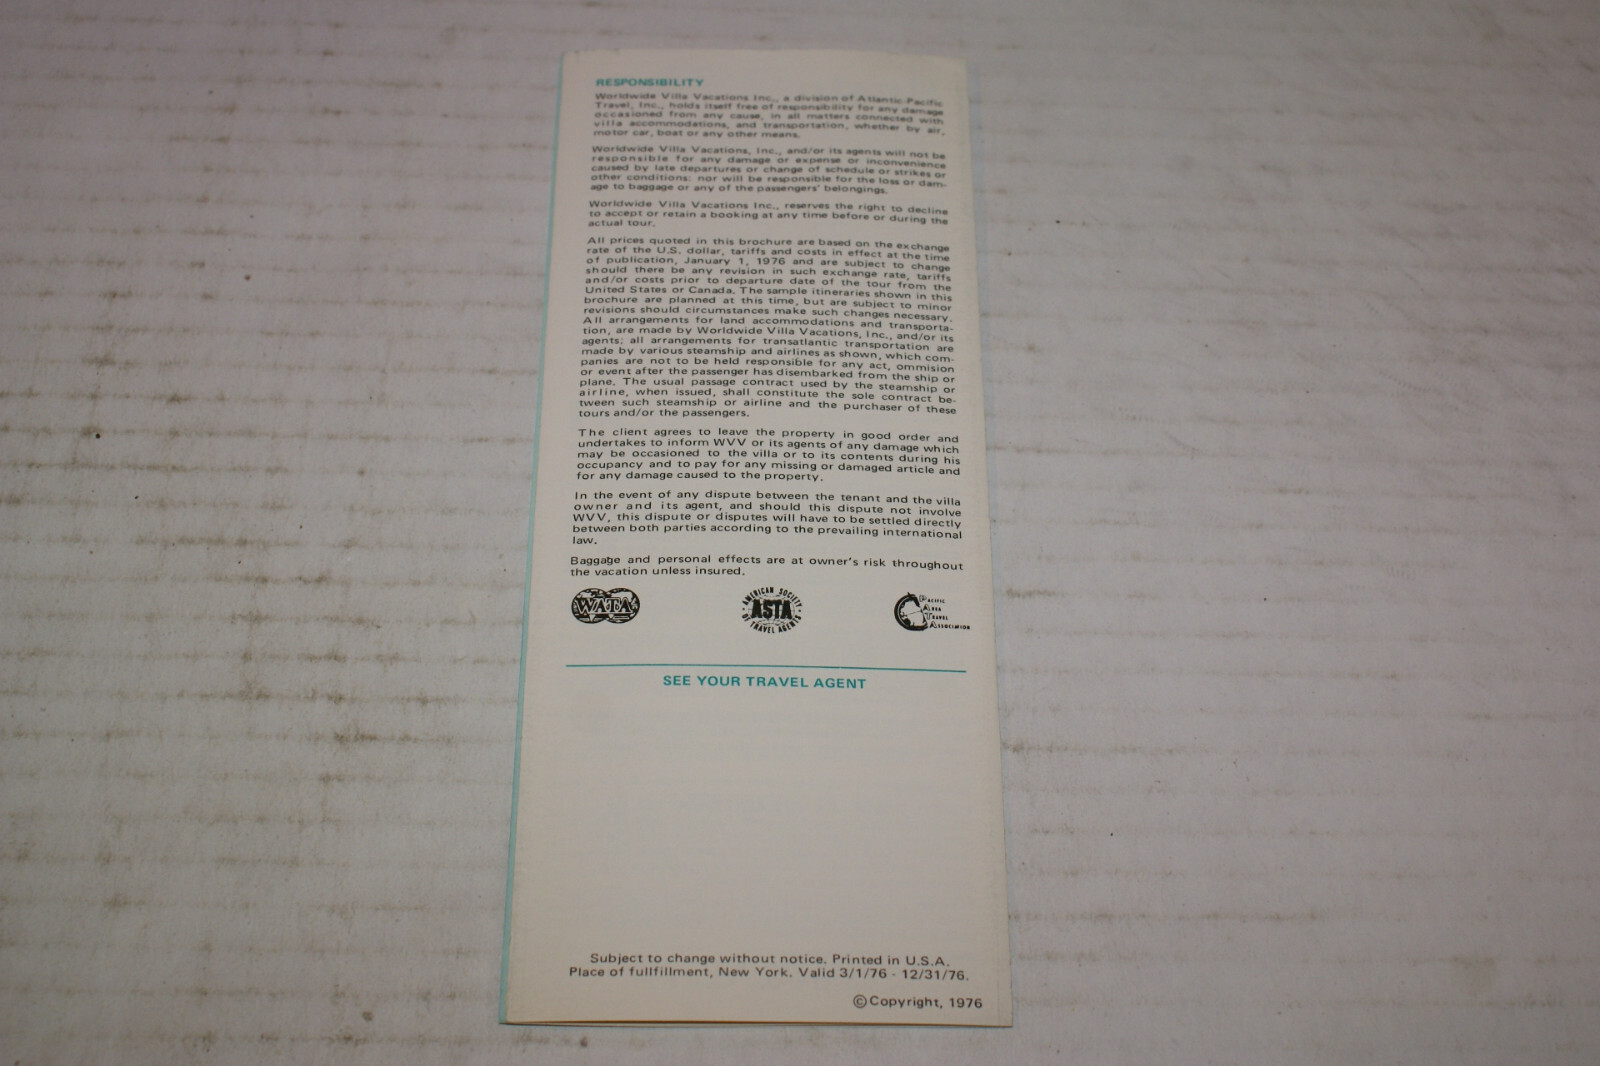 RESPONSIBILITY
Worldwide Villa Vacations Inc., a division of Atlantic-Pacific
Travel, Inc., holds itself free of responsibility for any damage
occasioned from any cause, in all matters connected with
villa accommodations, and transportation, whether by air,
motor car, boat or any other means.
Worldwide Villa Vacations, Inc., and/or its agents will not be
responsible for any damage or expense or inconvenience
caused by late departures or change of schedule or strikes or
other conditions: nor will be responsible for the loss or dam-
age to baggage or any of the passengers' belongings.
Worldwide Villa Vacations Inc., reserves the right to decline
to accept or retain a booking at any time before or during the
actual tour.
All prices quoted in this brochure are based on the exchange
rate of the U.S. dollar, tariffs and costs in effect at the time
of publication, January 1, 1976 and are subject to change
should there be any revision in such exchange rate, tariffs
and/or costs prior to departure date of the tour from the
United States or Canada. The sample itineraries shown in this
brochure are planned at this time, but are subject to minor
revisions should circumstances make such changes necessary.
All arrangements for land accommodations and transporta-
tion, are made by Worldwide Villa Vacations, Inc., and/or its
agents; all arrangements for transatlantic transportation are
made by various steamship and airlines as shown, which com-
panies are not to be held responsible for any act, ommision
or event after the passenger has disembarked from the ship or
plane. The usual passage contract used by the steamship or
airline, when issued, shall constitute the sole contract be-
tween such steamship or airline and the purchaser of these
tours and/or the passengers.
The client agrees to leave the property in good order and
undertakes to inform WVV or its agents of any damage which
may be occasioned to the villa or to its contents during his
occupancy and to pay for any missing or damaged article and
for any damage caused to the property.
In the event of any dispute between the tenant and the villa
owner and its agent, and should this dispute not involve
WVV, this dispute or disputes will have to be settled directly
between both parties according to the prevailing international
law.
Baggage and personal effects are at owner's risk throughout
the vacation unless insured.
WATA
AMERICAN SOCIETY
ASTA
OF TRAVEL AGENTS
PACIFIC
AREA
TRAVEL
ASSOCIATION
SEE YOUR TRAVEL AGENT
Subject to change without notice. Printed in U.S.A.
Place of fullfillment, New York. Valid 3/1/76 - 12/31/76.
©Copyright, 1976